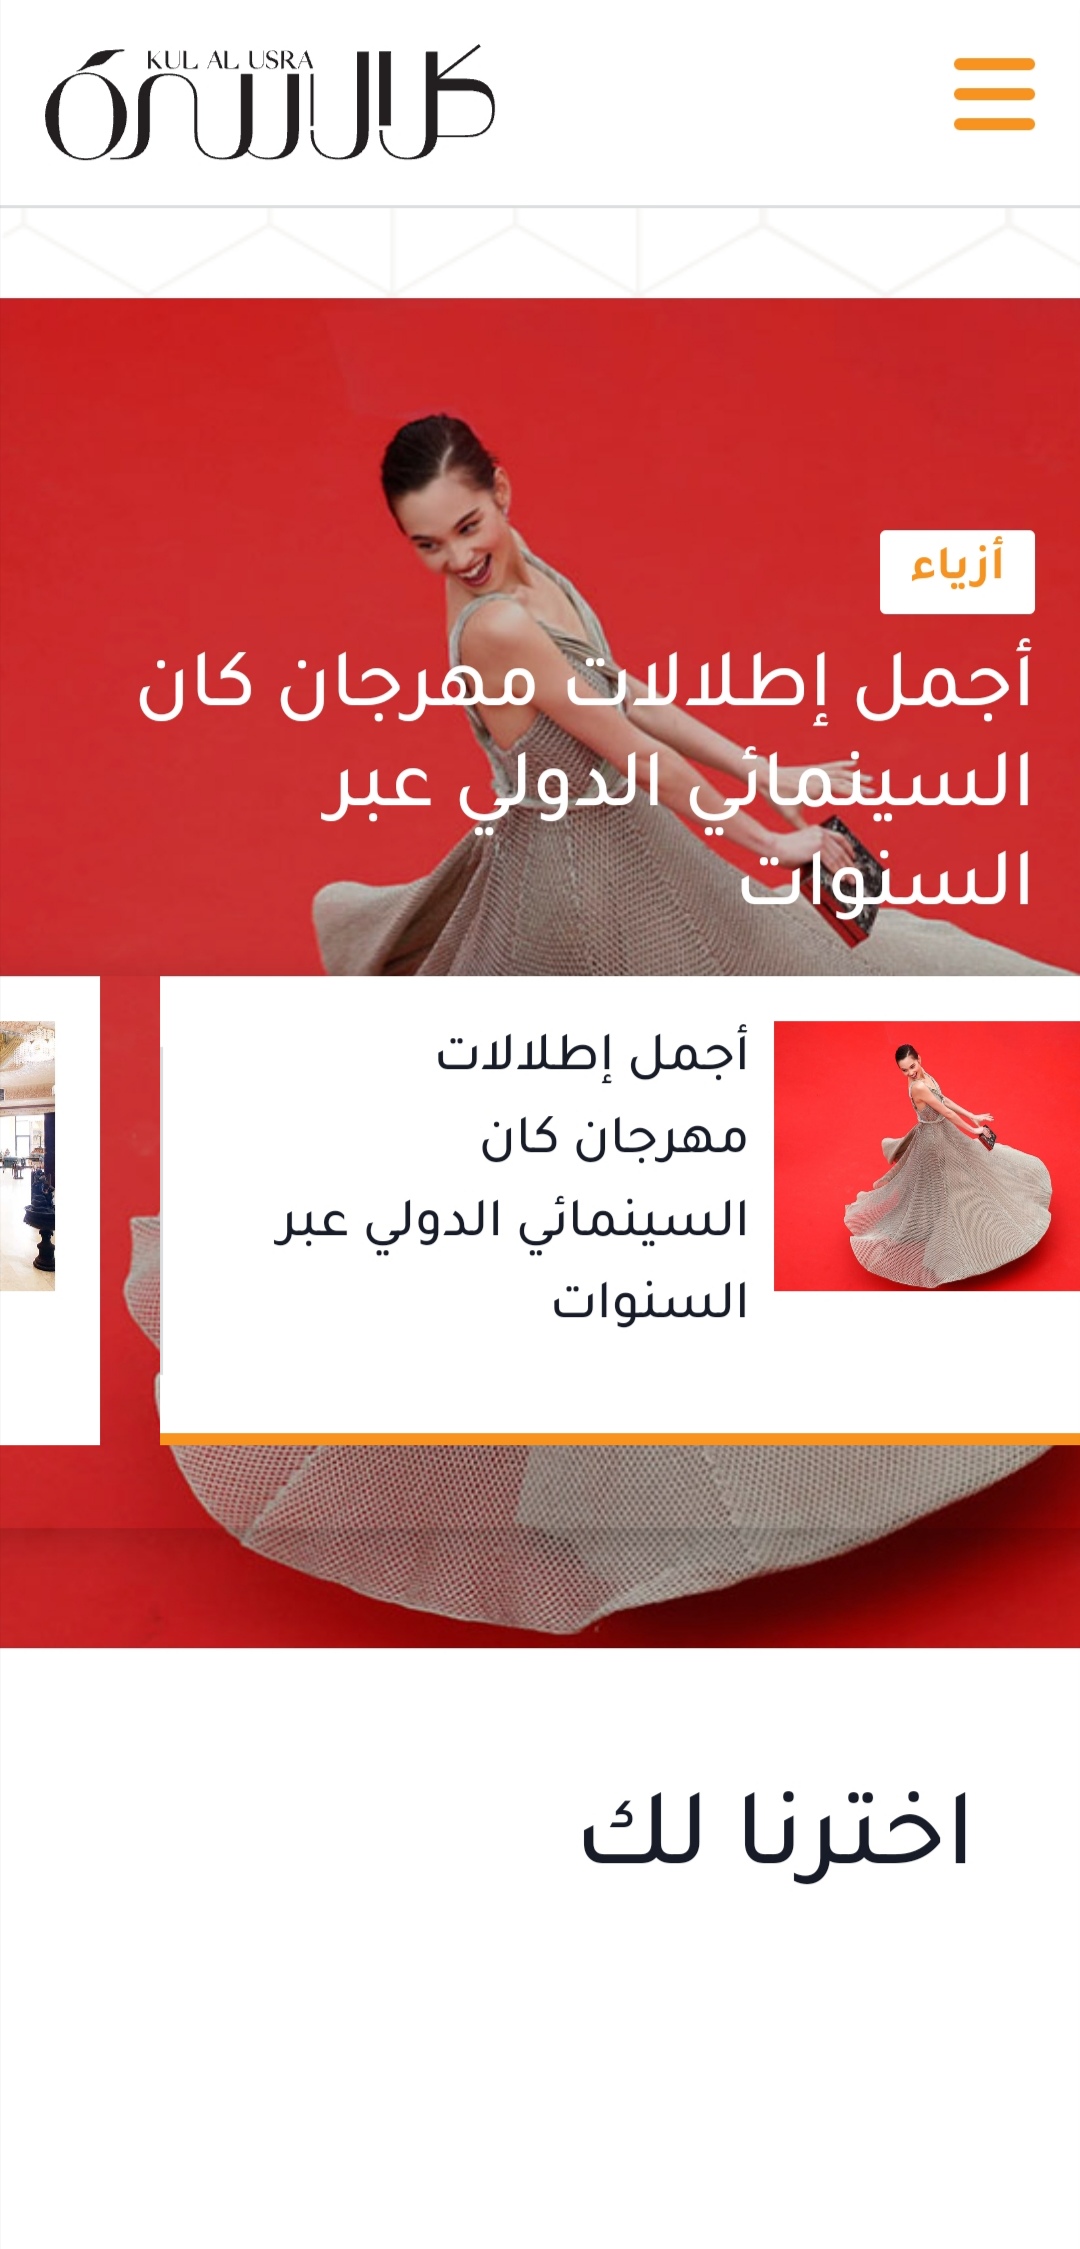 كل الأسرة
KUL AL USRA
أزياء
أجمل إطلالات مهرجان كان
السينمائي الدولي عبر
السنوات
أجمل إطلالات
مهرجان كان
السينمائي الدولي عبر
السنوات
اخترنا لك